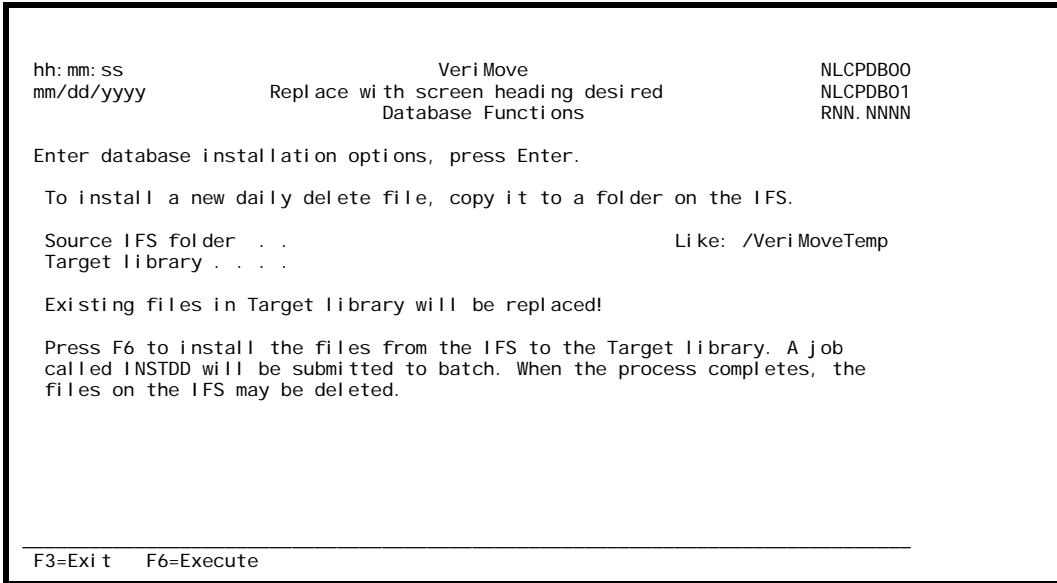 hh:mm:ss VeriMove NLCPDB00
mm/dd/yyyy Replace with screen heading desired NLCPDB01
Database Functions RNN.NNNN
Enter database installation options, press Enter.
To install a new daily delete file, copy it to a folder on the IFS.
Source IFS folder . . Like: /VeriMoveTemp
Target library . . . .
Existing files in Target library will be replaced!
Press F6 to install the files from the IFS to the Target library. A job
called INSTDD will be submitted to batch. When the process completes, the
files on the IFS may be deleted.
F3=Exit F6=Execute